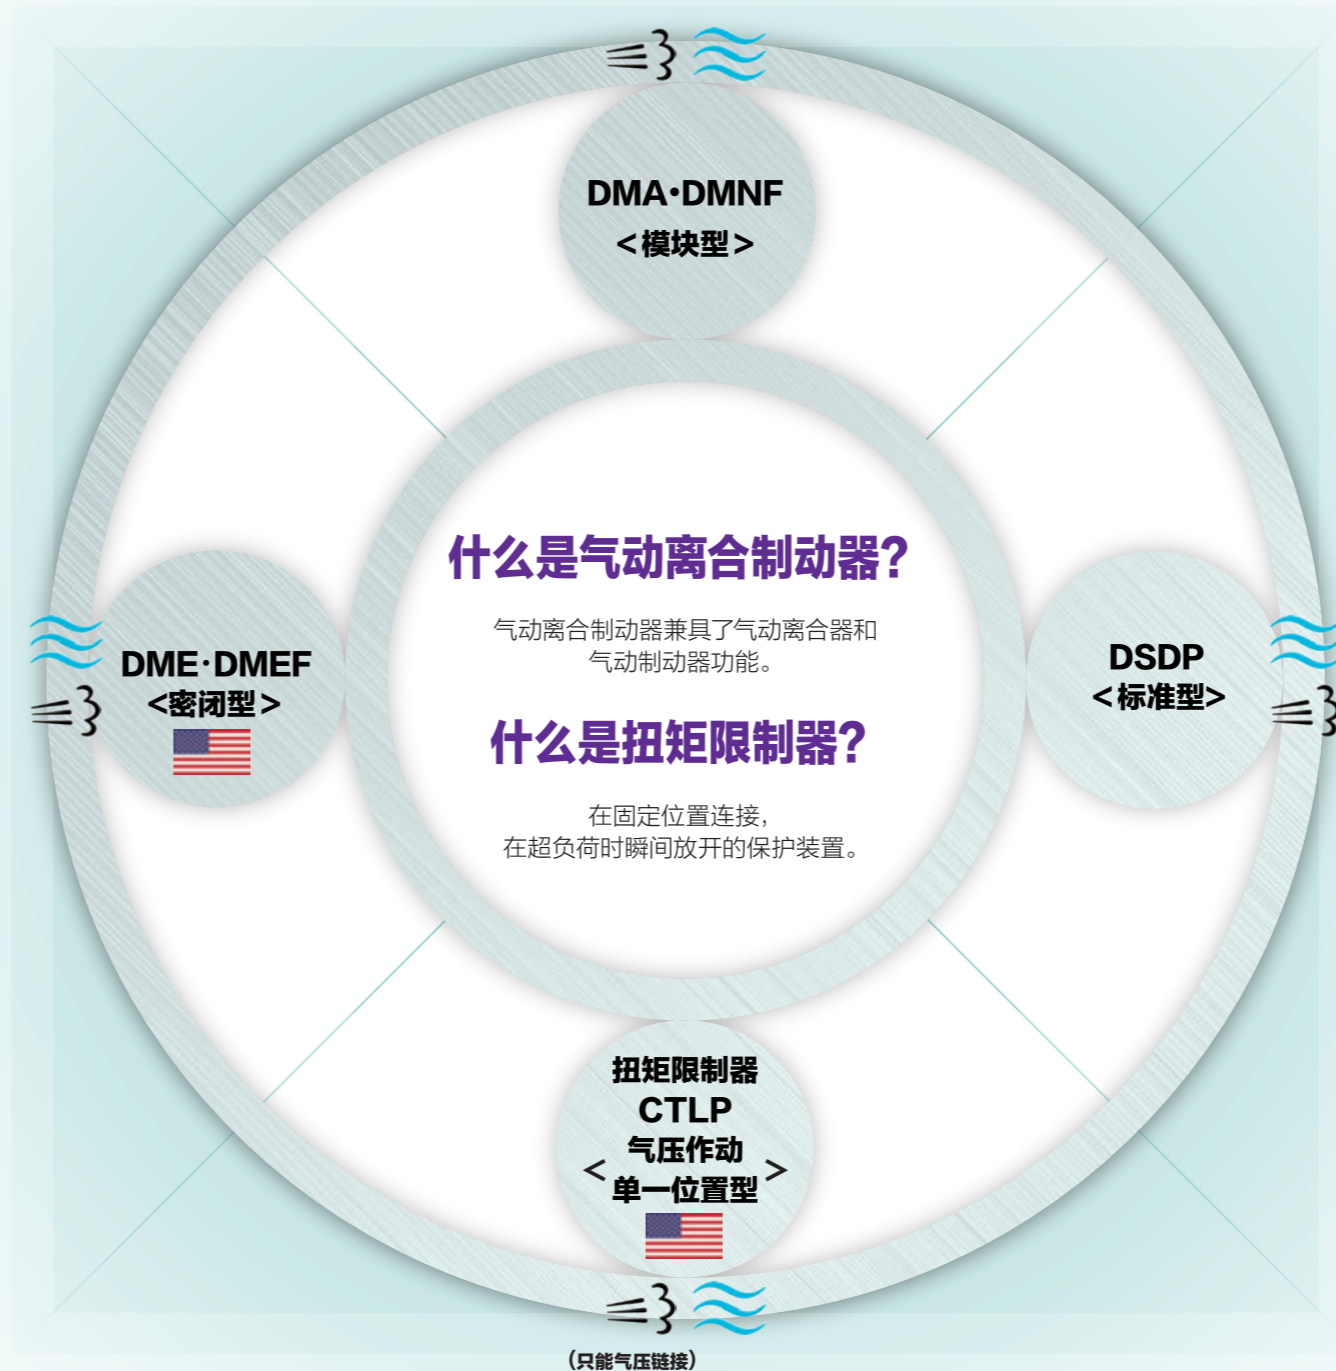 DMA·DMNF
<模块型>
什么是气动离合制动器?
气动离合制动器兼具了气动离合器和
气动制动器功能。
什么是扭矩限制器?
在固定位置连接,
在超负荷时瞬间放开的保护装置。
DME·DMEF
<密闭型>
DSDP
<标准型>
扭矩限制器
CTLP
<气压作动
单一位置型>
(只能气压链接)